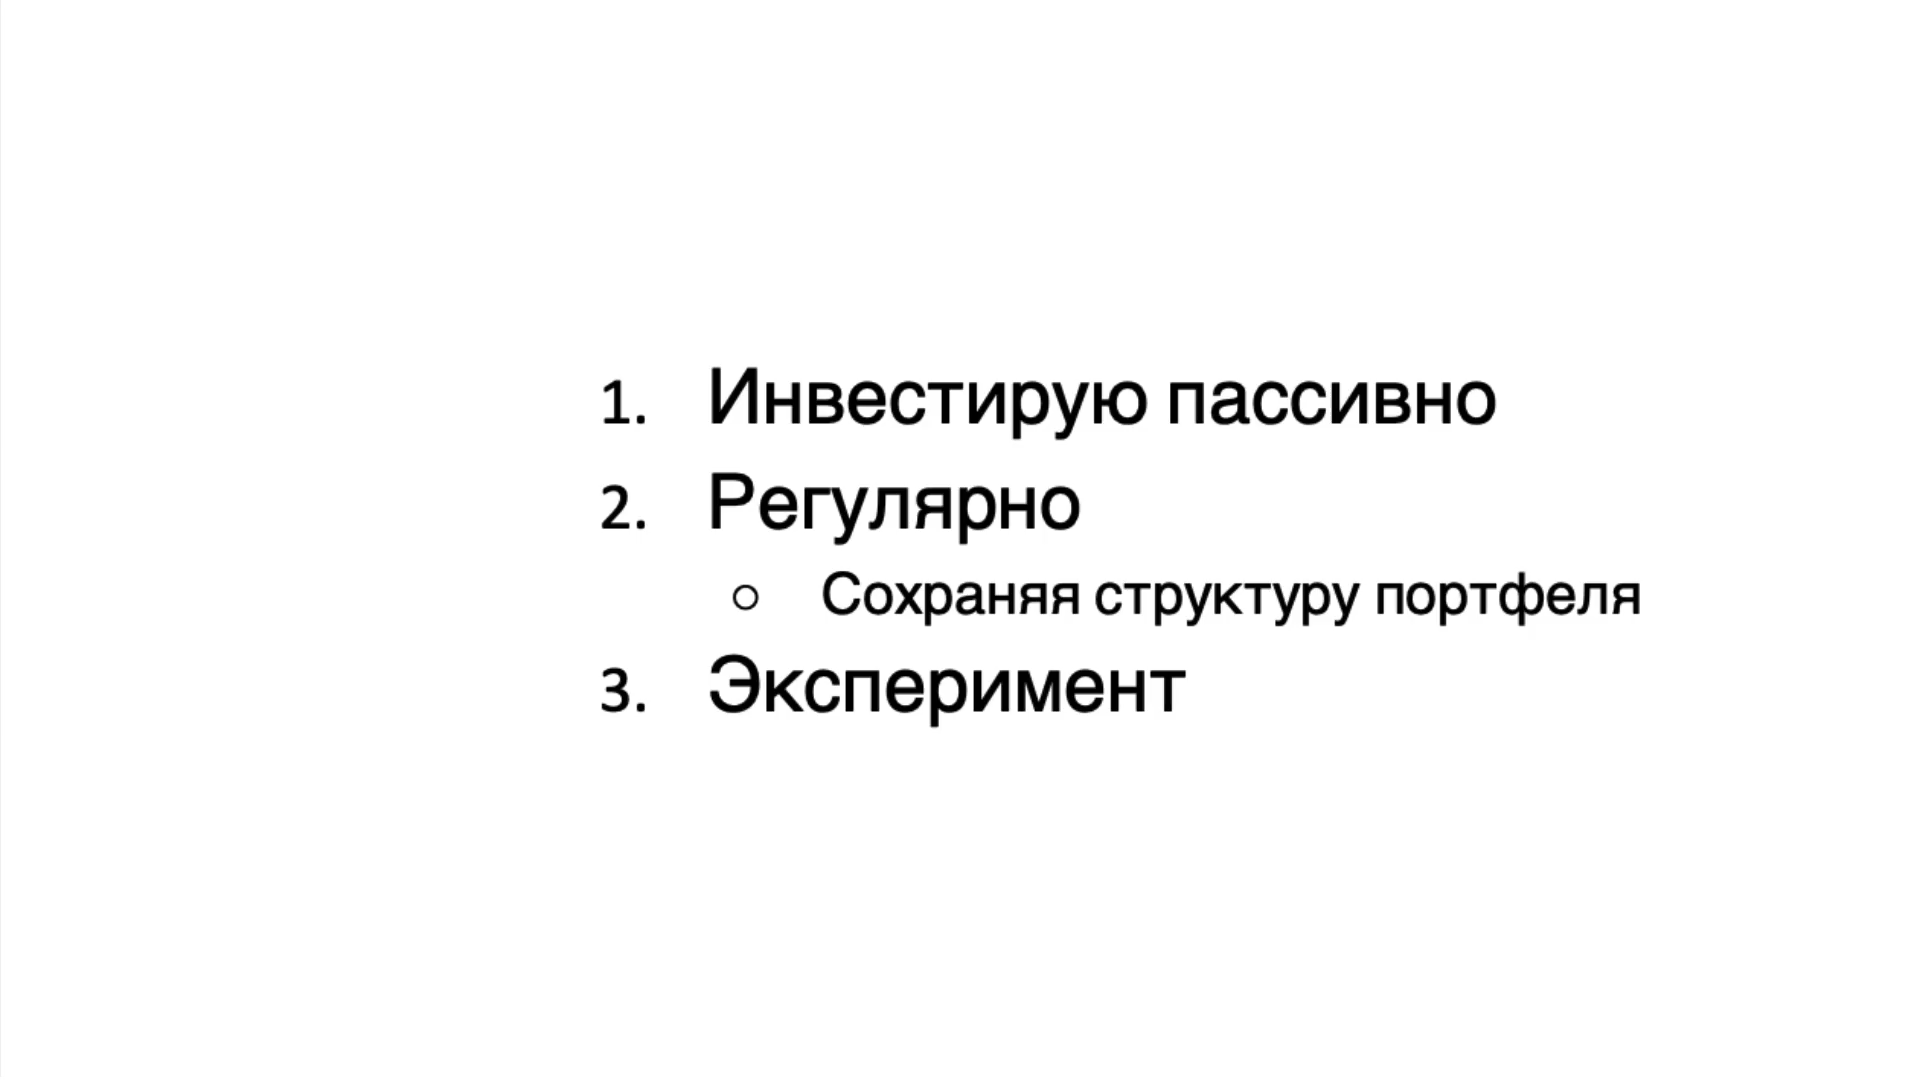 1. Инвестирую пассивно
2. Регулярно
○ Сохраняя структуру портфеля
3. Эксперимент